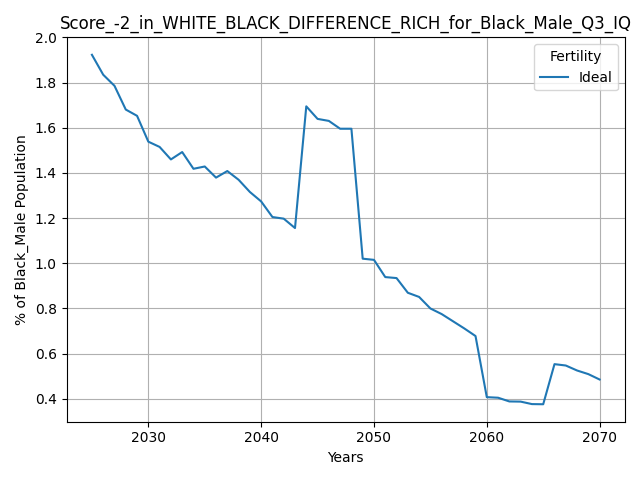 Score_-2_in_WHITE_BLACK_DIFFERENCE_RICH_for_Black_Male_Q3_IQ
Fertility
Ideal
% of Black_Male Population
2.0
1.8
1.6
1.4
1.2
1.0
0.8
0.6
0.4
2030 2040 2050 2060 2070
Years